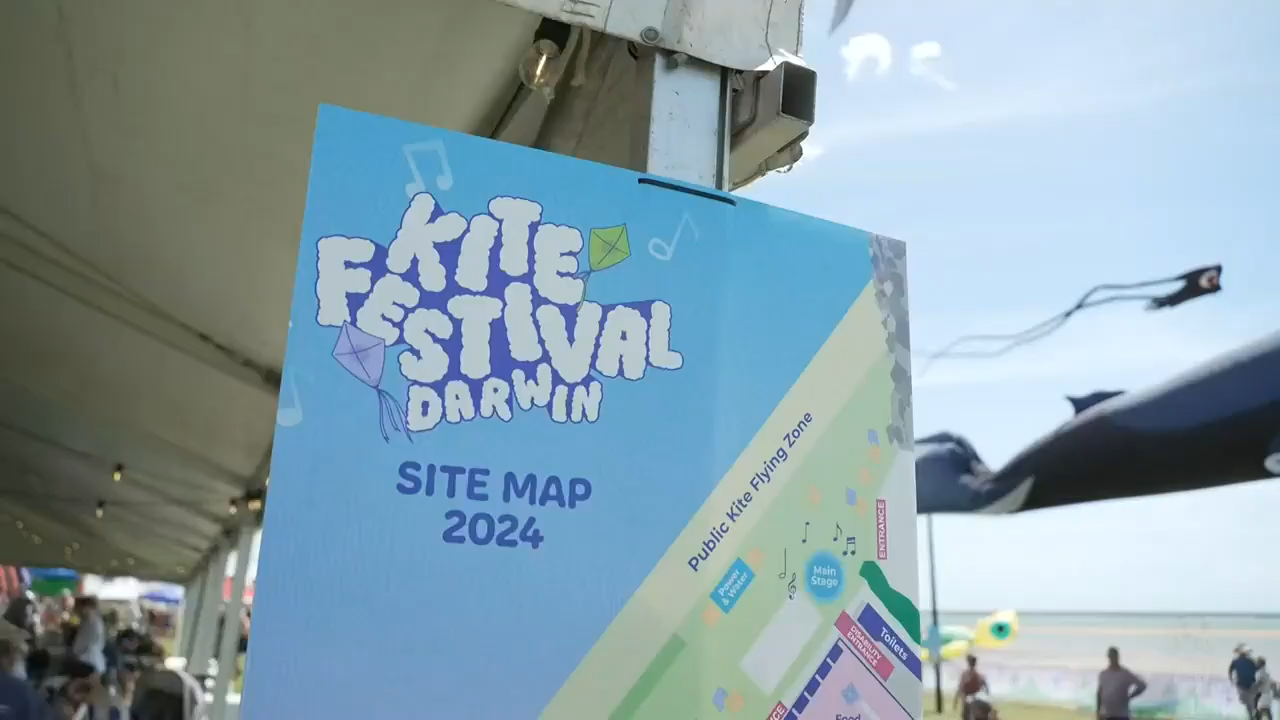 KITE
FESTIVAL
DARWIN
SITE MAP
2024
Public Kite Flying Zone
ENTRANCE
Main
Stage
Power
& Water
Toilets
DISABILITY
ENTRANCE
Food